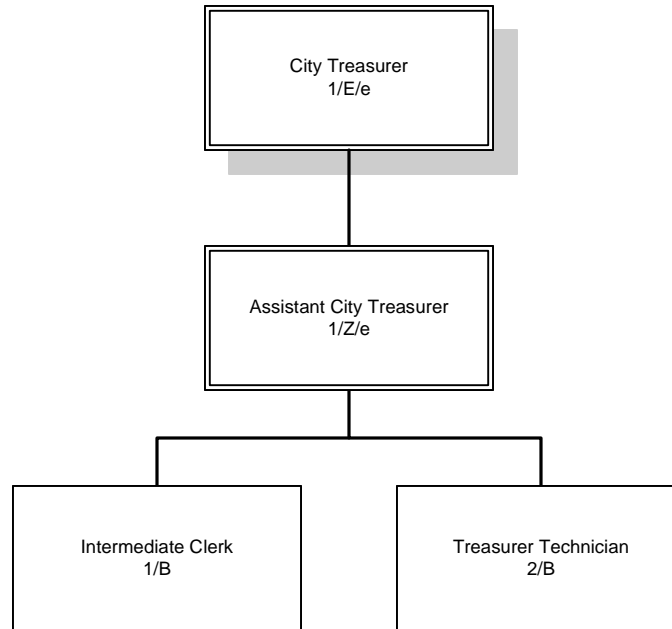 City Treasurer
1/E/e
Assistant City Treasurer
1/Z/e
Intermediate Clerk
1/B
Treasurer Technician
2/B